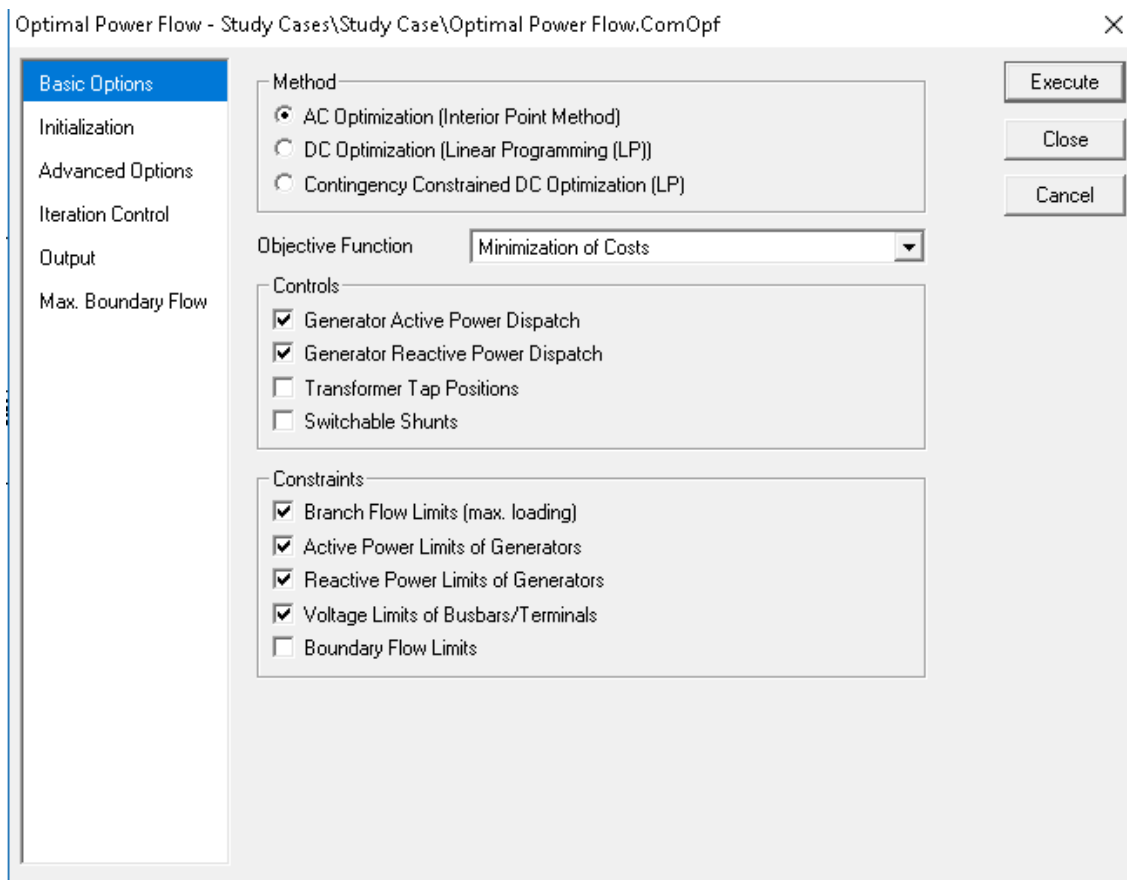 Optimal Power Flow - Study Cases\Study Case\Optimal Power Flow.ComOpf
Basic Options
Initialization
Advanced Options
Iteration Control
Output
Max. Boundary Flow
Method
AC Optimization (Interior Point Method)
DC Optimization (Linear Programming (LP))
Contingency Constrained DC Optimization (LP)
Objective Function
Minimization of Costs
Controls
Generator Active Power Dispatch
Generator Reactive Power Dispatch
Transformer Tap Positions
Switchable Shunts
Constraints
Branch Flow Limits (max. loading)
Active Power Limits of Generators
Reactive Power Limits of Generators
Voltage Limits of Busbars/Terminals
Boundary Flow Limits
Execute
Close
Cancel